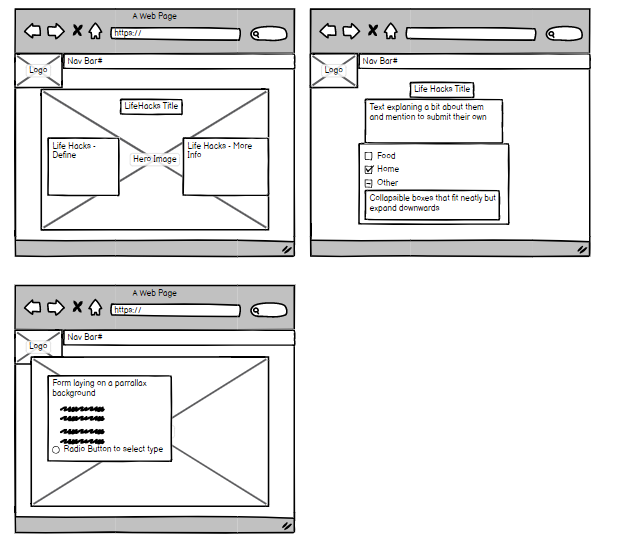 A Web Page
https://
Logo
Nav Bar#
LifeHacks Title
Life Hacks -
Define
Hero Image
Life Hacks - More
Info
Logo
Nav Bar#
Life Hacks Title
Text explaning a bit about them
and mention to submit their own
Food
Home
Other
Collapsible boxes that fit neatly but
expand downwards
A Web Page
https://
Logo
Nav Bar#
Form laying on a parrallax
background
Radio Button to select type